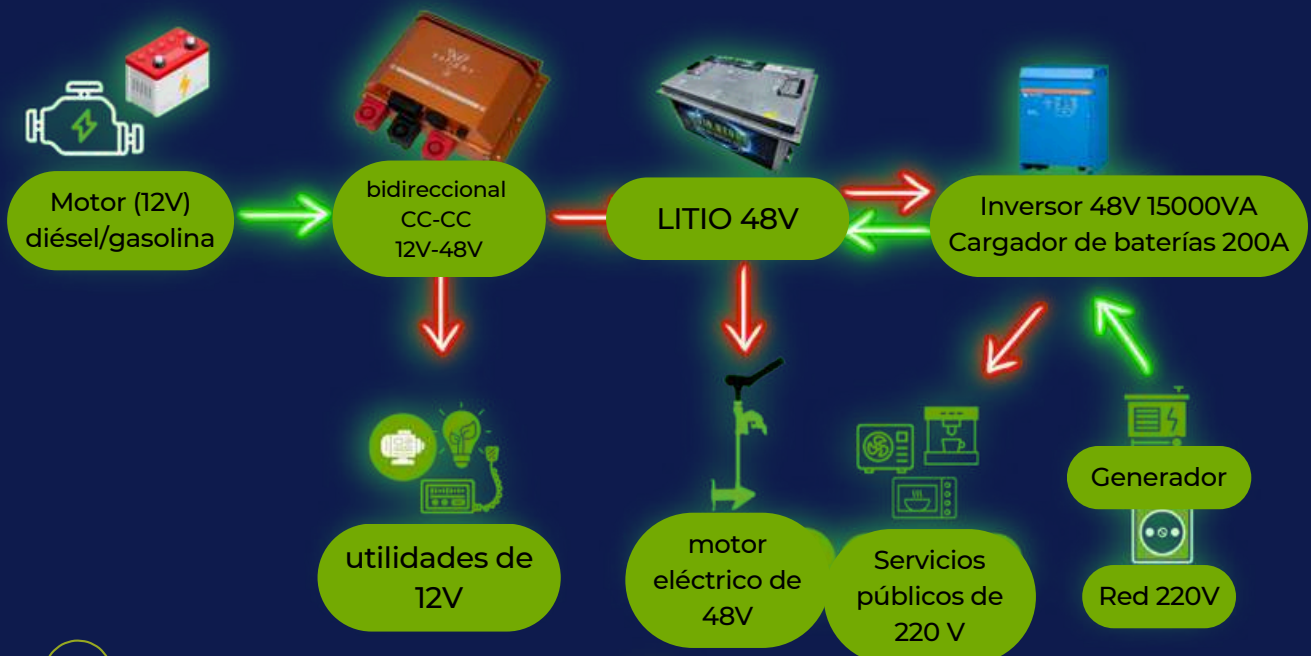 Motor (12V)
diésel/gasolina
bidireccional
CC-CC
12V-48V
LITIO 48V
Inversor 48V 15000VA
Cargador de baterías 200A
utilidades de
12V
motor
eléctrico de
48V
Servicios
públicos de
220 V
Generador
Red 220V